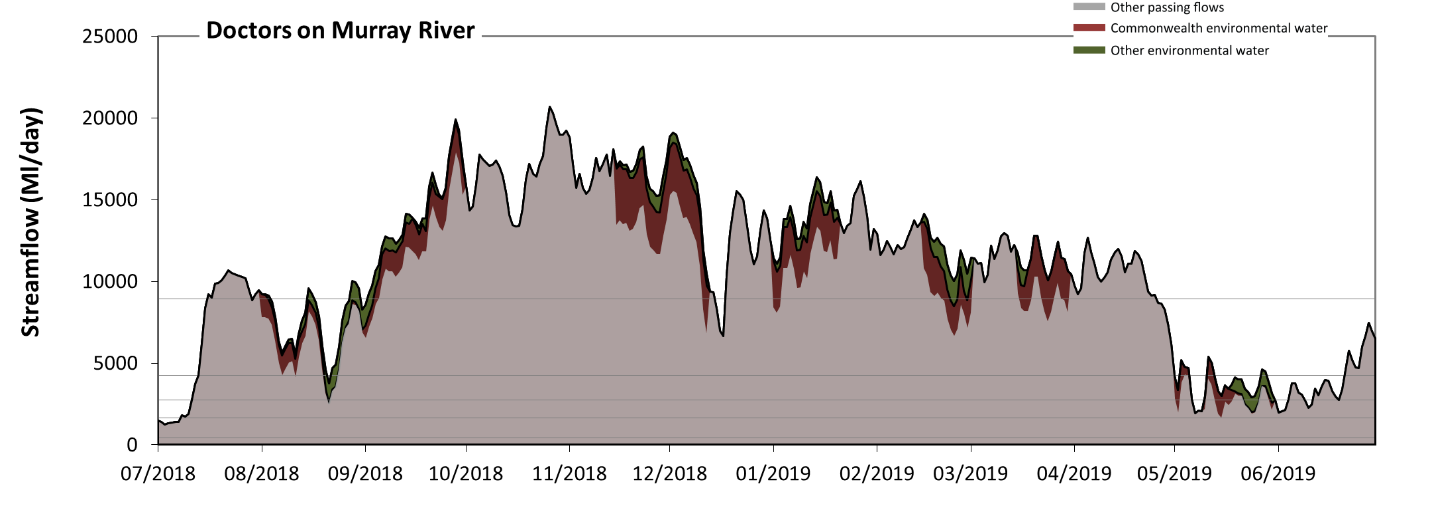 Other passing flows
Doctors on Murray River
Commonwealth environmental water
Other environmental water
Streamflow (Ml/day)
25000
20000
15000
10000
5000
0
07/2018 08/2018 09/2018 10/2018 11/2018 12/2018 01/2019 02/2019 03/2019 04/2019 05/2019 06/2019